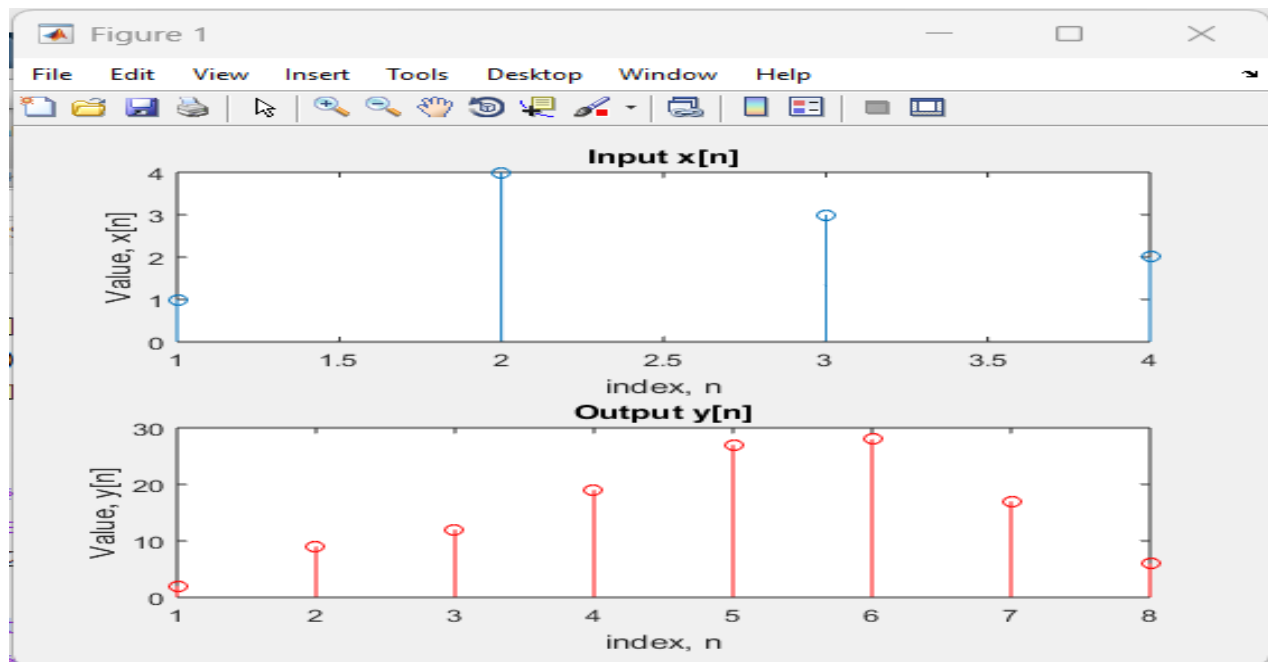 Figure 1
File Edit View Insert Tools Desktop Window Help
Input x[n]
Value, x[n]
4
3
2
1
0
1 1.5 2 2.5 3 3.5 4
index, n
Output y[n]
Value, y[n]
30
20
10
0
1 2 3 4 5 6 7 8
index, n